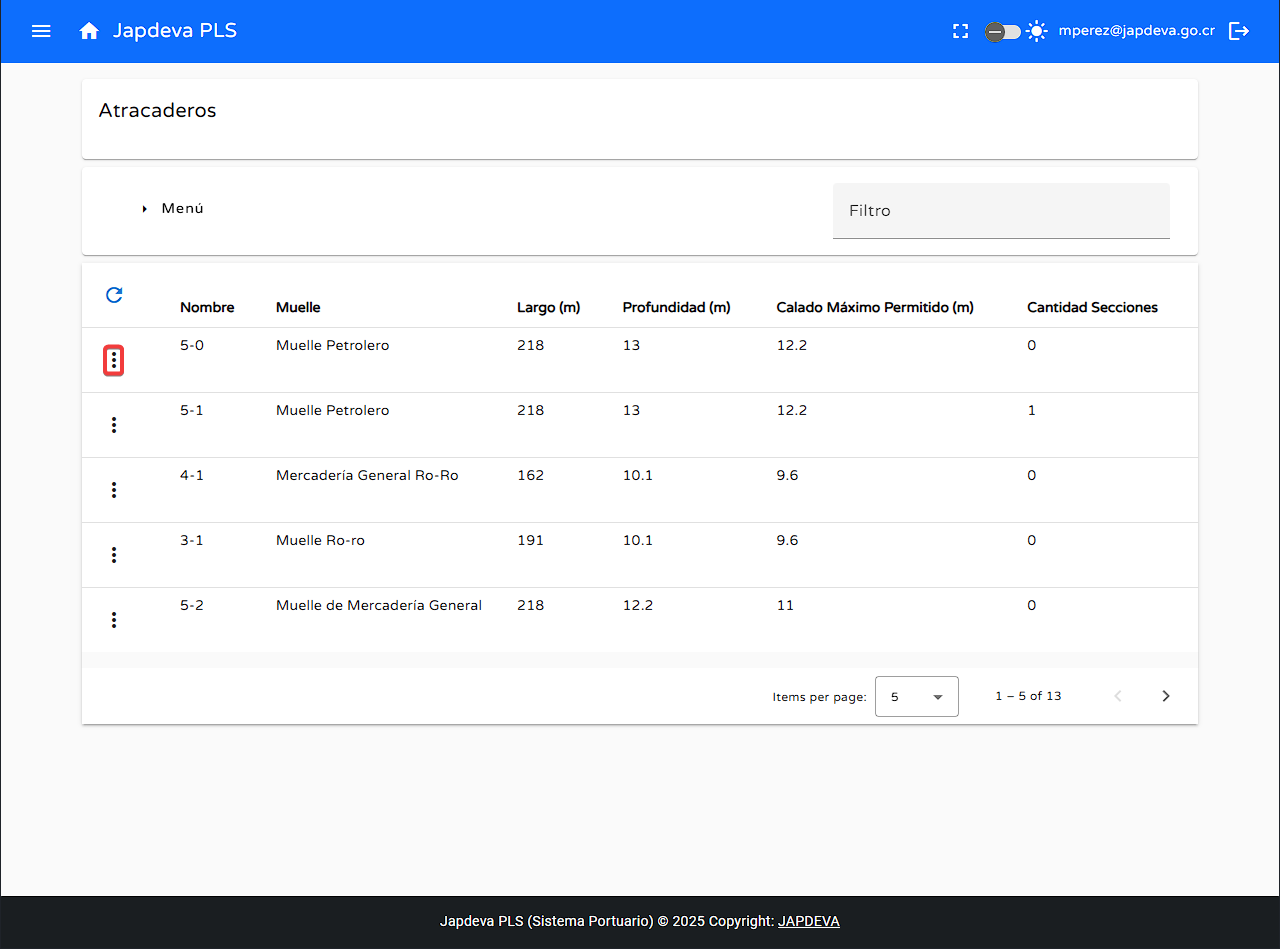 Japdeva PLS mperez@japdeva.go.cr
Atracaderos
Menú Filtro
Nombre Muelle Largo (m) Profundidad (m) Calado Máximo Permitido (m) Cantidad Secciones
5-0 Muelle Petrolero 218 13 12.2 0
5-1 Muelle Petrolero 218 13 12.2 1
4-1 Mercadería General Ro-Ro 162 10.1 9.6 0
3-1 Muelle Ro-ro 191 10.1 9.6 0
5-2 Muelle de Mercadería General 218 12.2 11 0
Items per page: 5 1 – 5 of 13
Japdeva PLS (Sistema Portuario) © 2025 Copyright: JAPDEVA